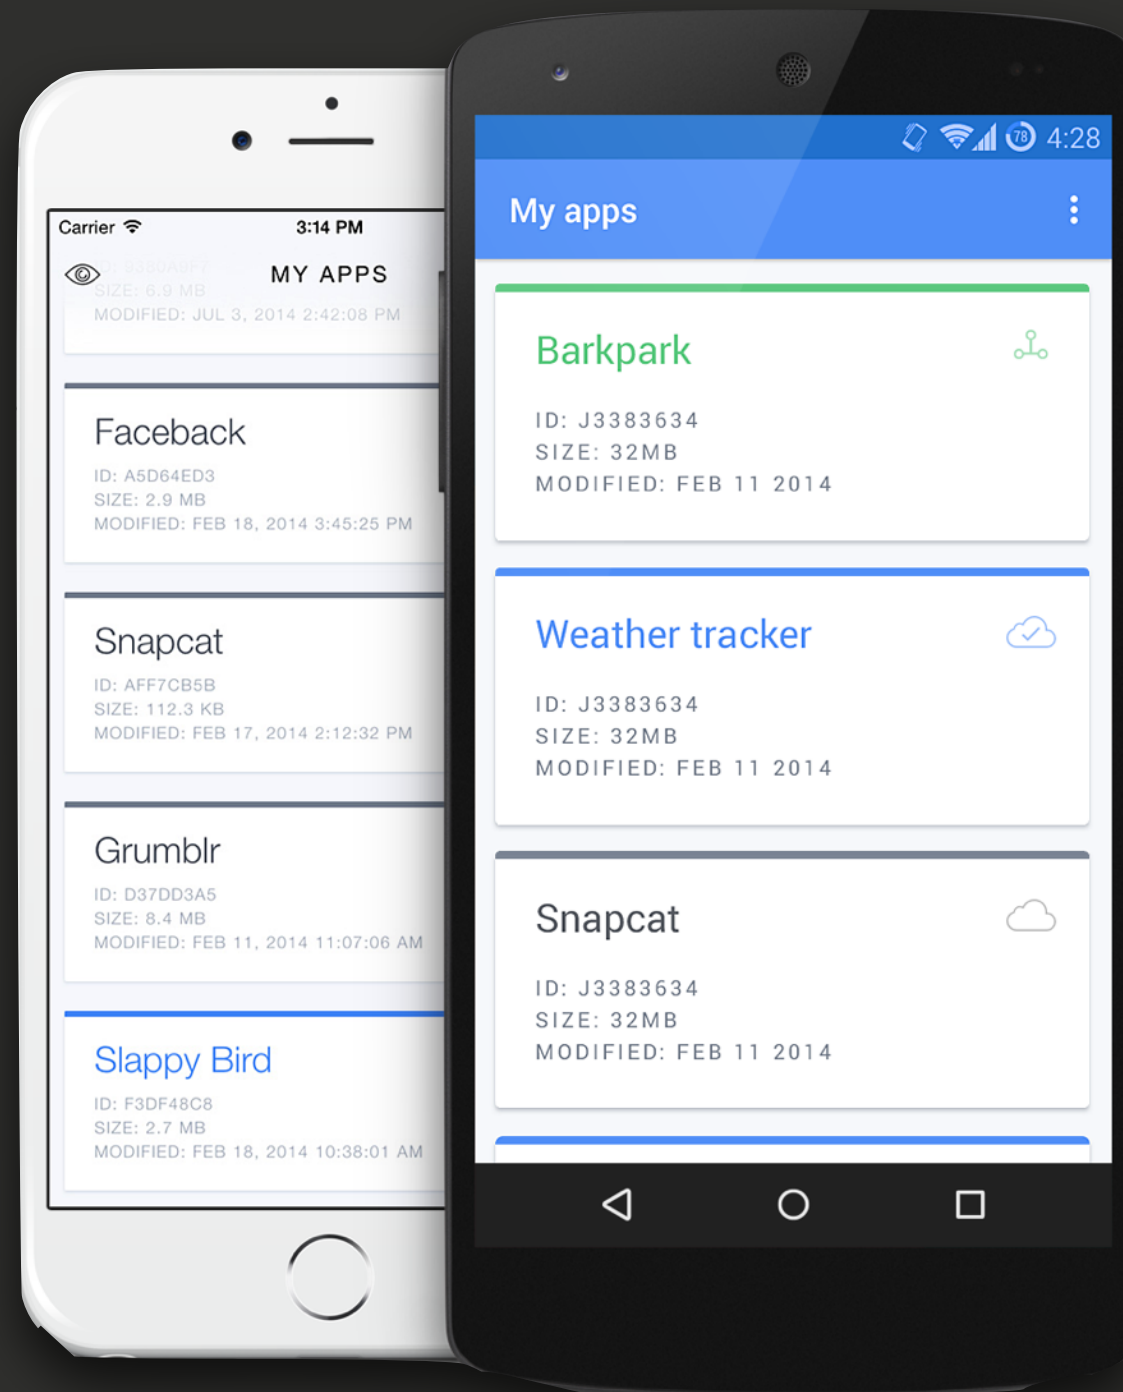 Carrier
3:14 PM
MY APPS
ID: 9380A9F7
SIZE: 6.9 MB
MODIFIED: JUL 3, 2014 2:42:08 PM
Faceback
ID: A5D64ED3
SIZE: 2.9 MB
MODIFIED: FEB 18, 2014 3:45:25 PM
Snapcat
ID: AFF7CB5B
SIZE: 112.3 KB
MODIFIED: FEB 17, 2014 2:12:32 PM
Grumblr
ID: D37DD3A5
SIZE: 8.4 MB
MODIFIED: FEB 11, 2014 11:07:06 AM
Slappy Bird
ID: F3DF48C8
SIZE: 2.7 MB
MODIFIED: FEB 18, 2014 10:38:01 AM
78 4:28
My apps
Barkpark
ID: J3383634
SIZE: 32MB
MODIFIED: FEB 11 2014
Weather tracker
ID: J3383634
SIZE: 32MB
MODIFIED: FEB 11 2014
Snapcat
ID: J3383634
SIZE: 32MB
MODIFIED: FEB 11 2014